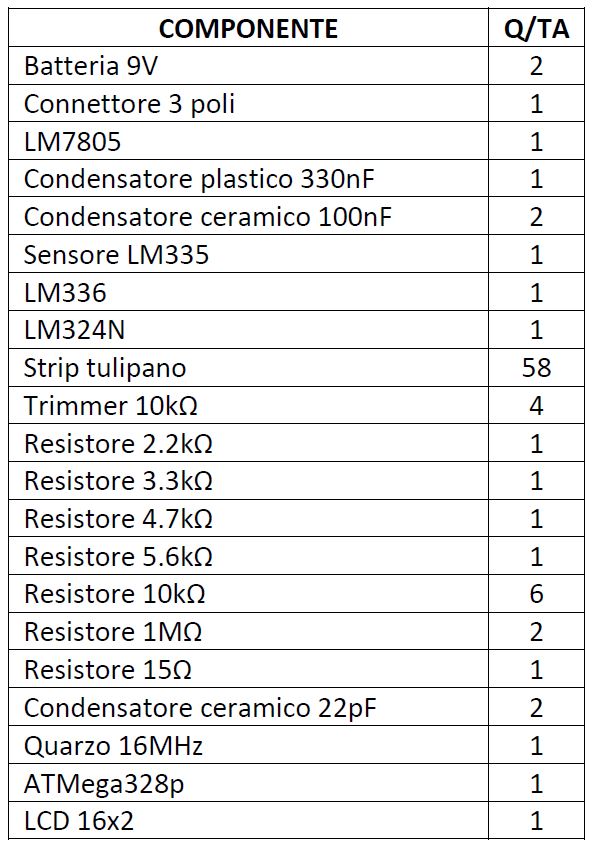 COMPONENTE Q/TA
Batteria 9V 2
Connettore 3 poli 1
LM7805 1
Condensatore plastico 330nF 1
Condensatore ceramico 100nF 2
Sensore LM335 1
LM336 1
LM324N 1
Strip tulipano 58
Trimmer 10kΩ 4
Resistore 2.2kΩ 1
Resistore 3.3kΩ 1
Resistore 4.7kΩ 1
Resistore 5.6kΩ 1
Resistore 10kΩ 6
Resistore 1MΩ 2
Resistore 15Ω 1
Condensatore ceramico 22pF 2
Quarzo 16MHz 1
ATMega328p 1
LCD 16x2 1